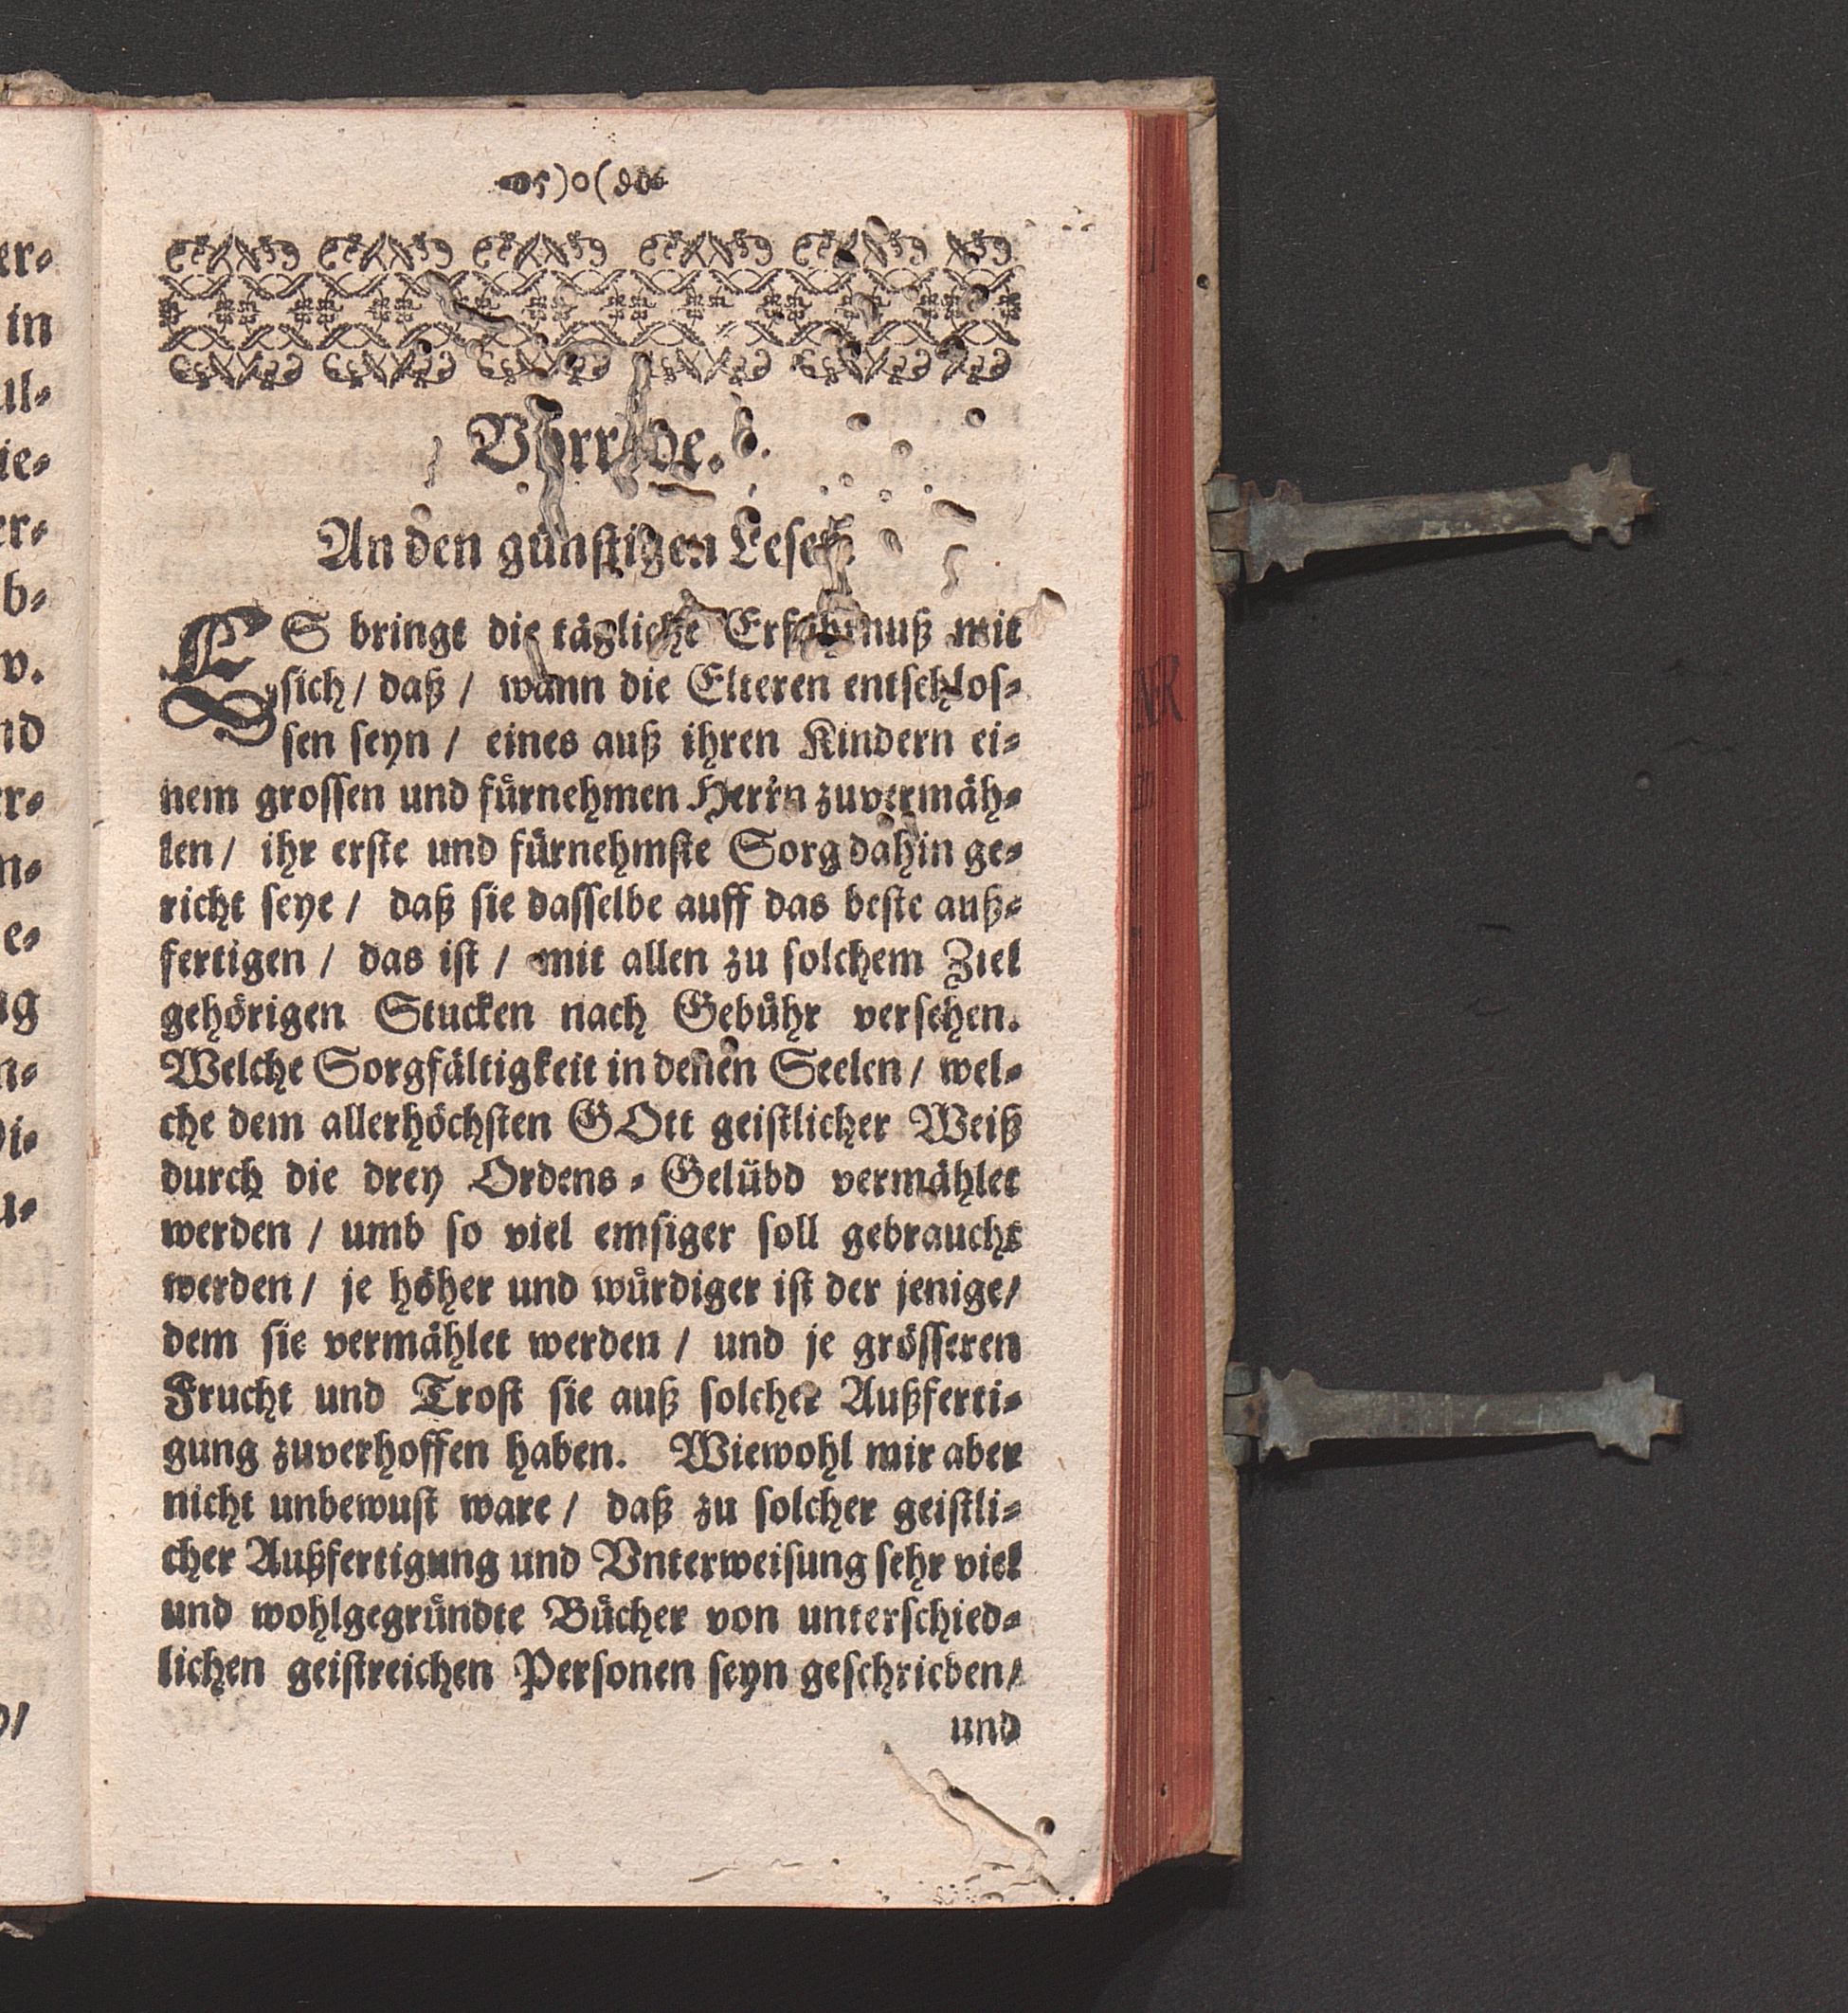 )o(
Vorrede.
An den günstigen Leser.
ES bringt die tägliche Erfahrnuß mit
sich / daß / wann die Elteren entschlos-
sen seyn / eines auß ihren Kindern ei-
nem grossen und fürnehmen Herrn zuvermäh-
len / ihr erste und fürnehmste Sorg dahin ge-
richt seye / daß sie dasselbe auff das beste auß-
fertigen / das ist / mit allen zu solchem Ziel
gehörigen Stucken nach Gebühr versehen.
Welche Sorgfältigkeit in denen Seelen / wel-
che dem allerhöchsten GOtt geistlicher Weiß
durch die drey Ordens-Gelübd vermählet
werden / umb so viel emsiger soll gebraucht
werden / je höher und würdiger ist der jenige /
dem sie vermählet werden / und je grösseren
Frucht und Trost sie auß solcher Außferti-
gung zuverhoffen haben. Wiewohl mir aber
nicht unbewust ware / daß zu solcher geistli-
cher Außfertigung und Vnterweisung sehr viel
und wohlgegründte Bücher von unterschied-
lichen geistreichen Personen seyn geschrieben /
und